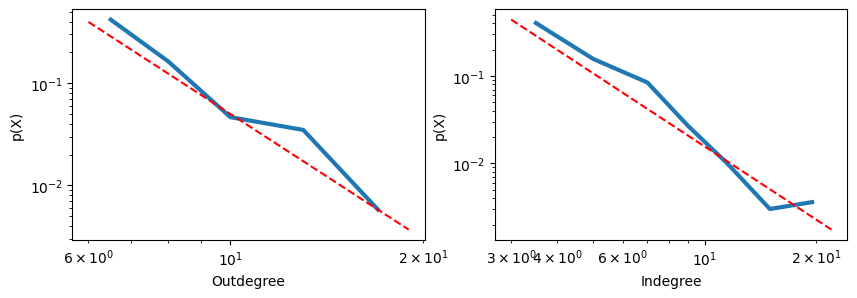 p(X)
10⁻¹
10⁻²
6 × 10⁰
10¹
2 × 10¹
Outdegree
p(X)
10⁻¹
10⁻²
3 × 10⁰
4 × 10⁰
6 × 10⁰
10¹
2 × 10¹
Indegree